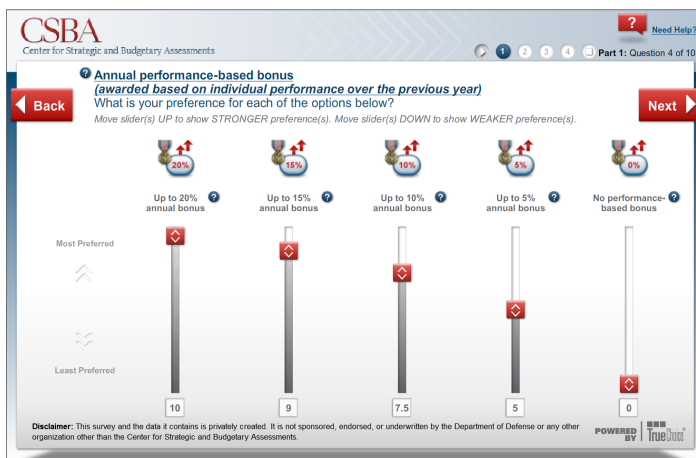 CSBA
Center for Strategic and Budgetary Assessments
?
Need Help?
1 2 3 4 Part 1: Question 4 of 10
? Annual performance-based bonus
(awarded based on individual performance over the previous year)
What is your preference for each of the options below?
Move slider(s) UP to show STRONGER preference(s). Move slider(s) DOWN to show WEAKER preference(s).
Back
Next
20% 15% 10% 5% 0%
Up to 20% ? Up to 15% ? Up to 10% ? Up to 5% ? No performance- ?
annual bonus annual bonus annual bonus annual bonus based bonus
Most Preferred
Least Preferred
10 9 7.5 5 0
Disclaimer: This survey and the data it contains is privately created. It is not sponsored, endorsed, or underwritten by the Department of Defense or any other
organization other than the Center for Strategic and Budgetary Assessments.
POWERED
BY
TrueChoice